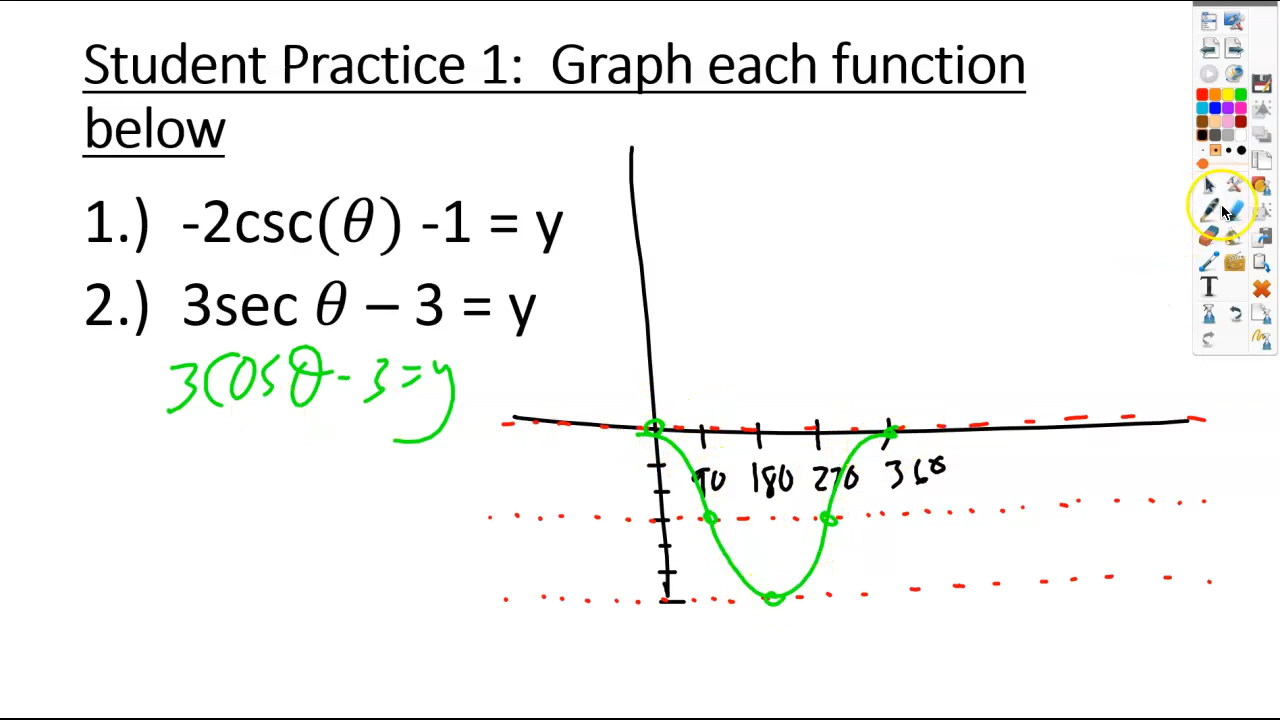 Student Practice 1: Graph each function
below
1.) -2csc(θ) -1 = y
2.) 3sec θ – 3 = y
3cosθ - 3 = y
90 180 270 360
T